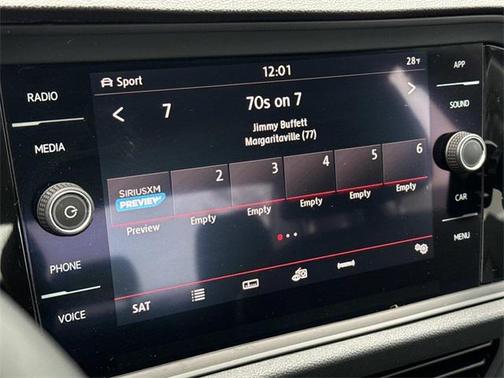 Sport
12:01
28°F
RADIO
MEDIA
PHONE
VOICE
7
70s on 7
Jimmy Buffett
Margaritaville (77)
SIRIUSXM
PREVIEW
2
3
4
5
6
Preview
Empty
Empty
Empty
Empty
Empty
SAT
APP
SOUND
CAR
MENU